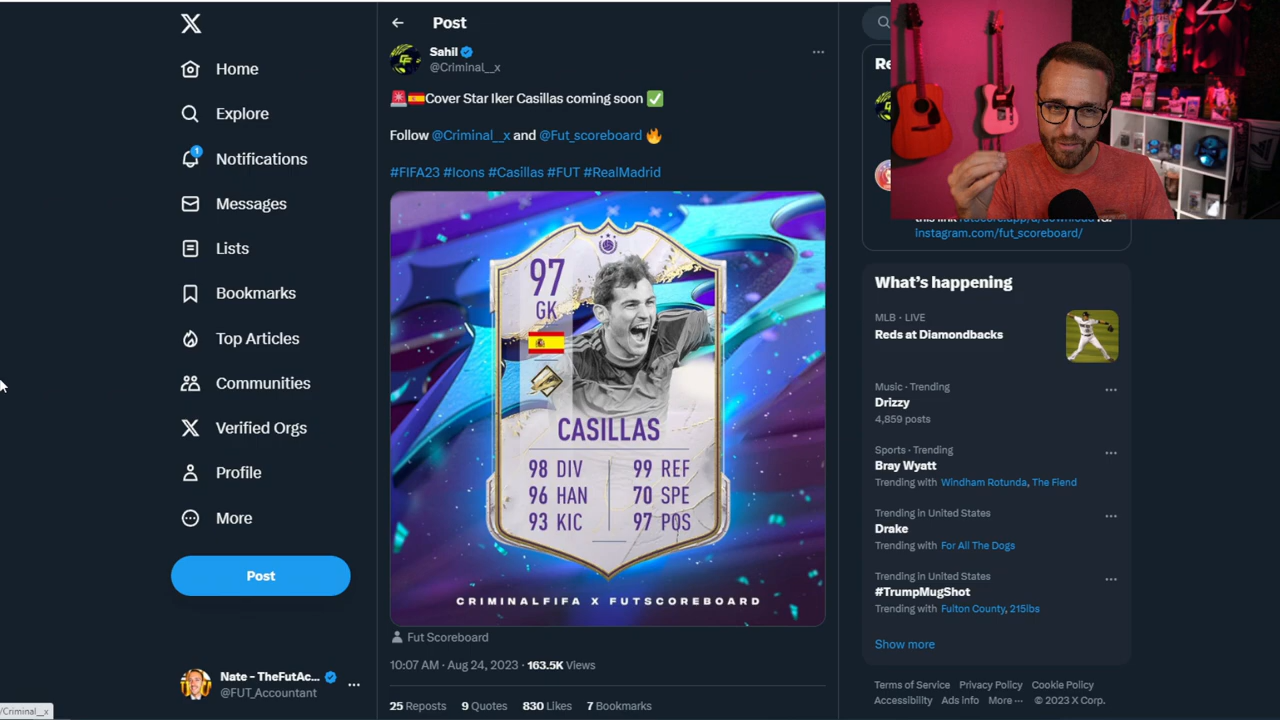 Home
Explore
1
Notifications
Messages
Lists
Bookmarks
Top Articles
Communities
Verified Orgs
Profile
More
Post
Nate - TheFutAc...
@FUT_Accountant
/Criminal__x
Post
Sahil
@Criminal__x
🚨🇪🇸Cover Star Iker Casillas coming soon ✅
Follow @Criminal__x and @Fut_scoreboard 🔥
#FIFA23 #Icons #Casillas #FUT #RealMadrid
97
GK
CASILLAS
98 DIV 99 REF
96 HAN 70 SPE
93 KIC 97 POS
CRIMINALFIFA X FUTSCOREBOARD
Fut Scoreboard
10:07 AM · Aug 24, 2023 · 163.5K Views
25 Reposts 9 Quotes 830 Likes 7 Bookmarks
Re
instagram.com/fut_scoreboard/
What's happening
MLB · LIVE
Reds at Diamondbacks
Music · Trending
Drizzy
4,859 posts
Sports · Trending
Bray Wyatt
Trending with Windham Rotunda, The Fiend
Trending in United States
Drake
Trending with For All The Dogs
Trending in United States
#TrumpMugShot
Trending with Fulton County, 215lbs
Show more
Terms of Service Privacy Policy Cookie Policy
Accessibility Ads info More ··· © 2023 X Corp.